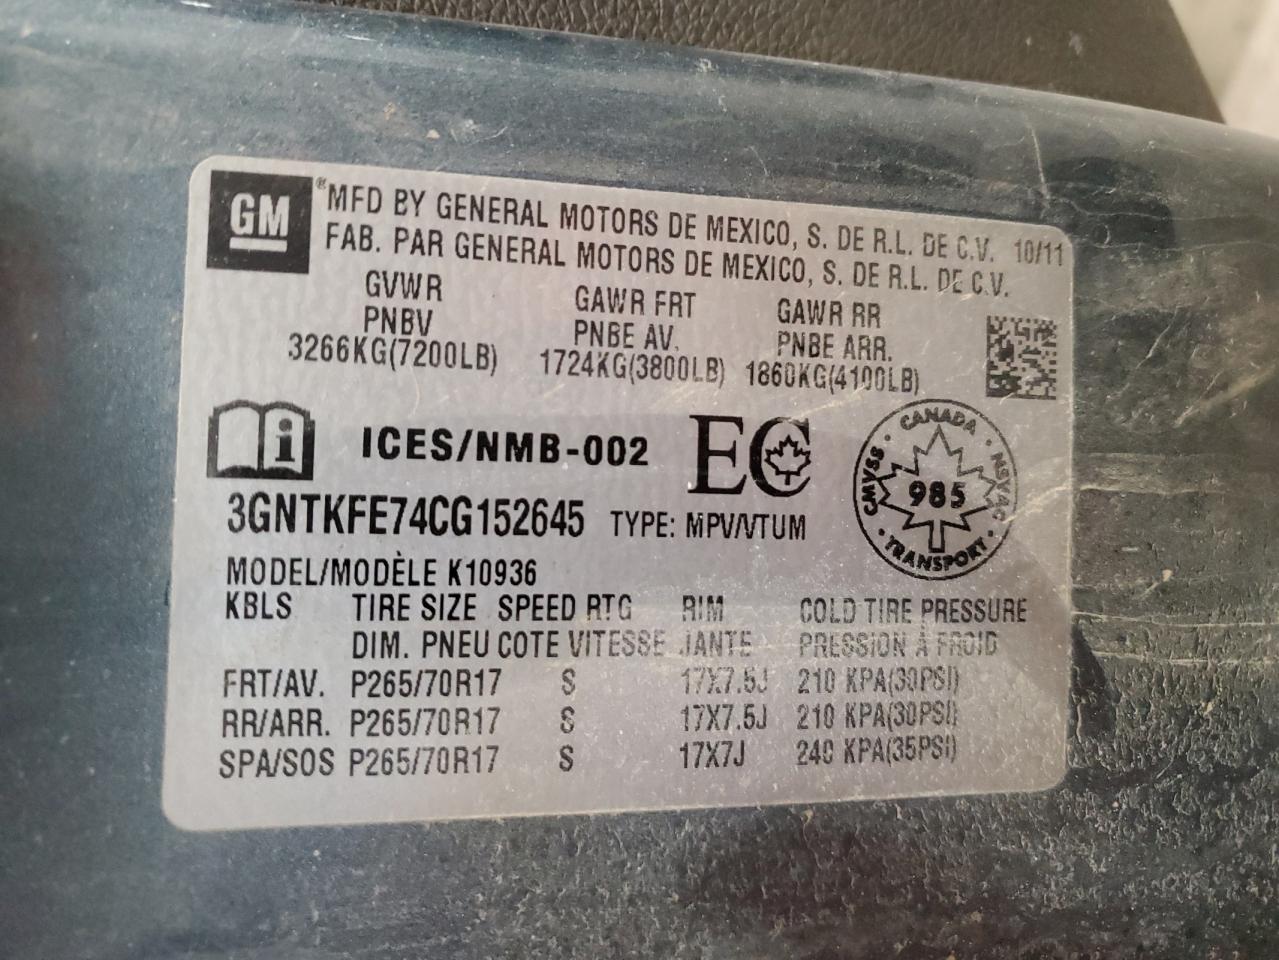 GM
®
MFD BY GENERAL MOTORS DE MEXICO, S. DE R.L. DE C.V. 10/11
FAB. PAR GENERAL MOTORS DE MEXICO, S. DE R.L. DE C.V.
GVWR GAWR FRT GAWR RR
PNBV PNBE AV. PNBE ARR.
3266KG(7200LB) 1724KG(3800LB) 1860KG(4100LB)
i ICES/NMB-002 EC
CANADA
CMVSS 985 NSVAC
TRANSPORT
3GNTKFE74CG152645 TYPE: MPV/VTUM
MODEL/MODÈLE K10936
KBLS TIRE SIZE SPEED RTG RIM COLD TIRE PRESSURE
DIM. PNEU COTE VITESSE JANTE PRESSION À FROID
FRT/AV. P265/70R17 S 17X7.5J 210 KPA(30PSI)
RR/ARR. P265/70R17 S 17X7.5J 210 KPA(30PSI)
SPA/SOS P265/70R17 S 17X7J 240 KPA(35PSI)